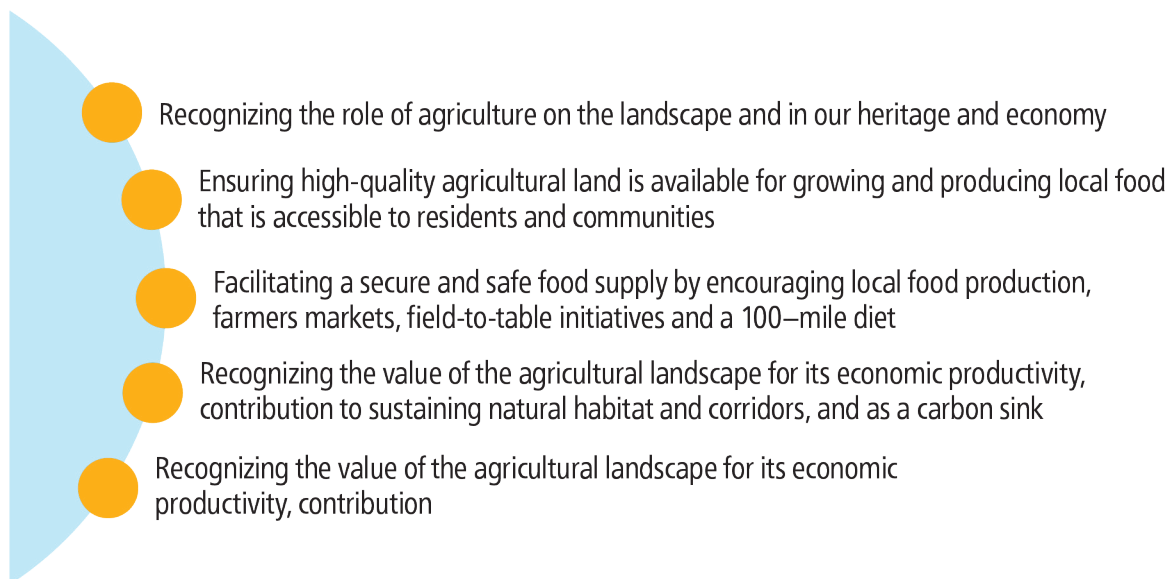 Recognizing the role of agriculture on the landscape and in our heritage and economy
Ensuring high-quality agricultural land is available for growing and producing local food
that is accessible to residents and communities
Facilitating a secure and safe food supply by encouraging local food production,
farmers markets, field-to-table initiatives and a 100–mile diet
Recognizing the value of the agricultural landscape for its economic productivity,
contribution to sustaining natural habitat and corridors, and as a carbon sink
Recognizing the value of the agricultural landscape for its economic
productivity, contribution